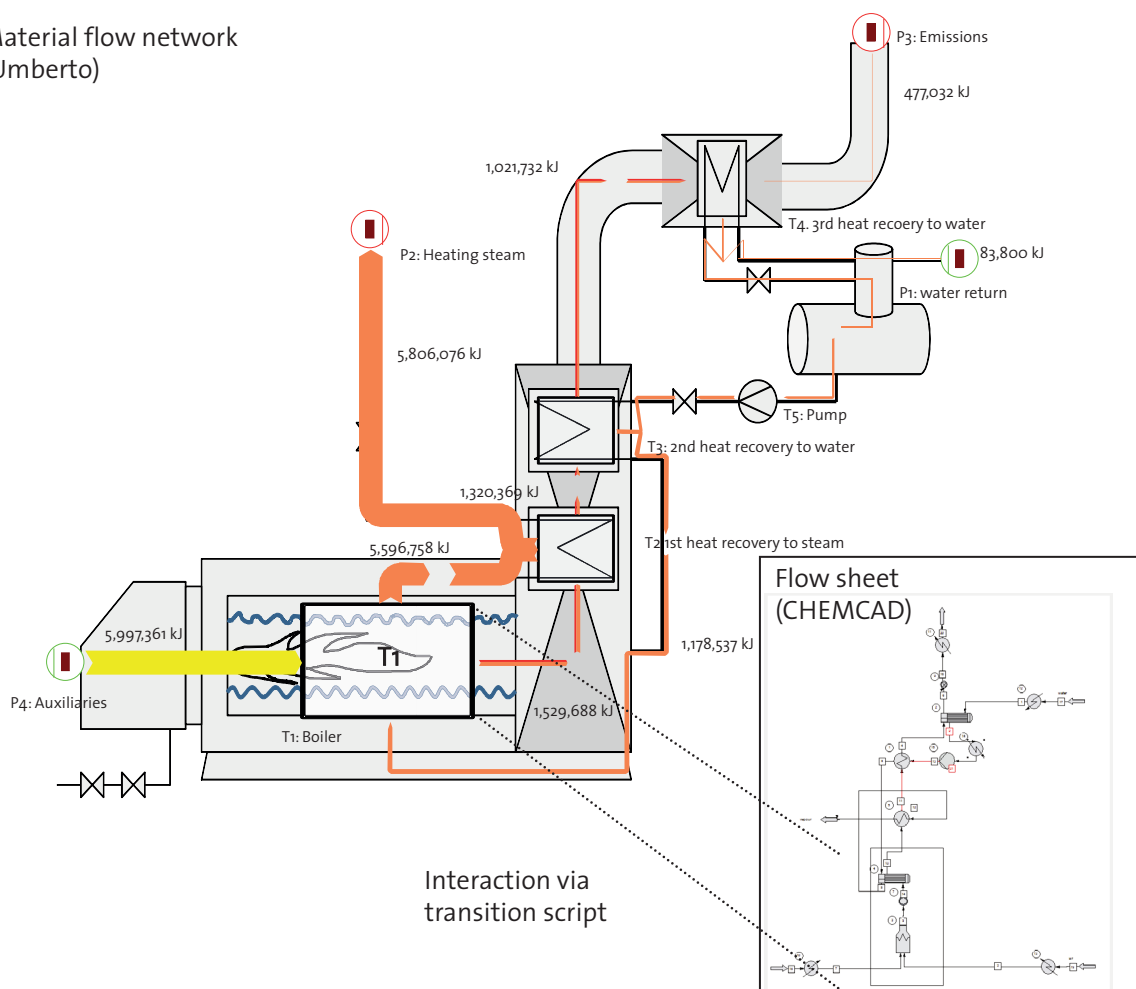 Material flow network
Umberto)
P3: Emissions
477,032 kJ
1,021,732 kJ
T4. 3rd heat recoery to water
P2: Heating steam
83,800 kJ
P1: water return
5,806,076 kJ
T5: Pump
T3: 2nd heat recovery to water
1,320,369 kJ
T2 1st heat recovery to steam
5,596,758 kJ
Flow sheet
(CHEMCAD)
5,997,361 kJ
T1
1,178,537 kJ
P4: Auxiliaries
1,529,688 kJ
T1: Boiler
Interaction via
transition script